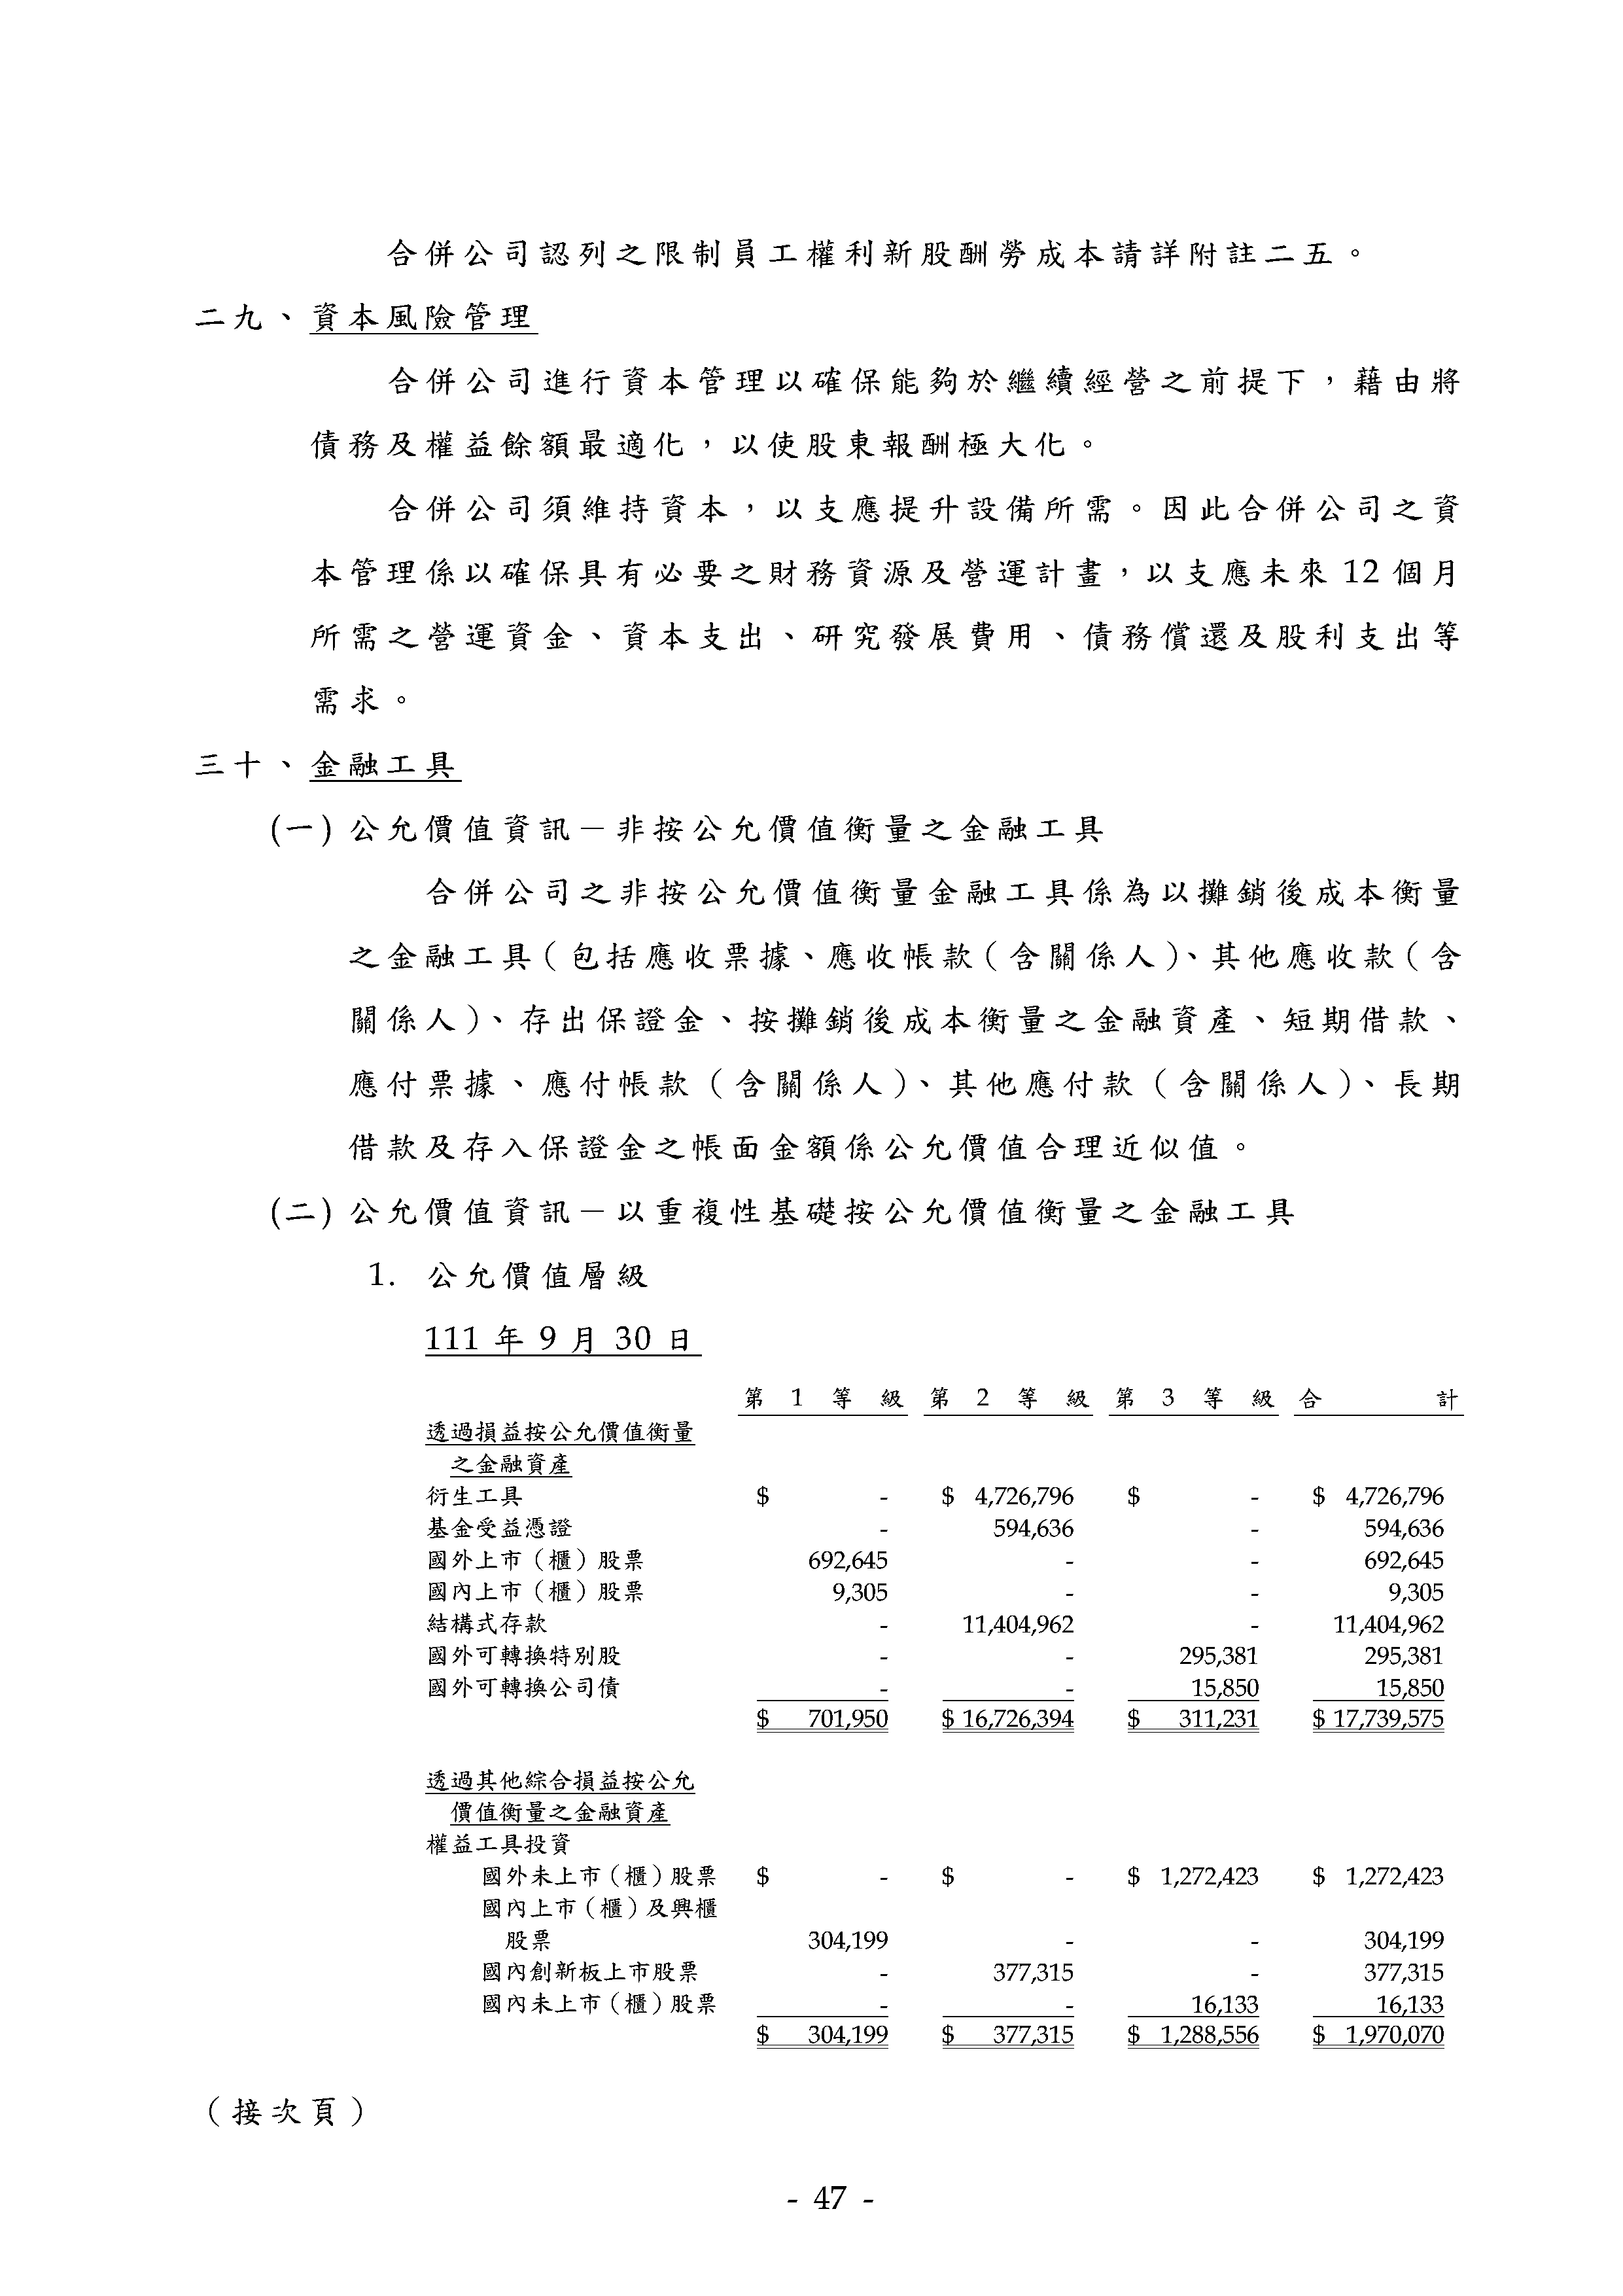 合併公司認列之限制員工權利新股酬勞成本請詳附註二五。
二九、資本風險管理
合併公司進行資本管理以確保能夠於繼續經營之前提下，藉由將
債務及權益餘額最適化，以使股東報酬極大化。
合併公司須維持資本，以支應提升設備所需。因此合併公司之資
本管理係以確保具有必要之財務資源及營運計畫，以支應未來 12 個月
所需之營運資金、資本支出、研究發展費用、債務償還及股利支出等
需求。
三十、金融工具
(一) 公允價值資訊－非按公允價值衡量之金融工具
合併公司之非按公允價值衡量金融工具係為以攤銷後成本衡量
之金融工具（包括應收票據、應收帳款（含關係人）、其他應收款（含
關係人）、存出保證金、按攤銷後成本衡量之金融資產、短期借款、
應付票據、應付帳款（含關係人）、其他應付款（含關係人）、長期
借款及存入保證金之帳面金額係公允價值合理近似值。
(二) 公允價值資訊－以重複性基礎按公允價值衡量之金融工具
1. 公允價值層級
111 年 9 月 30 日
第 1 等 級 第 2 等 級 第 3 等 級 合 計
透過損益按公允價值衡量
之金融資產
衍生工具 $ - $ 4,726,796 $ - $ 4,726,796
基金受益憑證 - 594,636 - 594,636
國外上市（櫃）股票 692,645 - - 692,645
國內上市（櫃）股票 9,305 - - 9,305
結構式存款 - 11,404,962 - 11,404,962
國外可轉換特別股 - - 295,381 295,381
國外可轉換公司債 - - 15,850 15,850
$ 701,950 $ 16,726,394 $ 311,231 $ 17,739,575
透過其他綜合損益按公允
價值衡量之金融資產
權益工具投資
國外未上市（櫃）股票 $ - $ - $ 1,272,423 $ 1,272,423
國內上市（櫃）及興櫃
股票 304,199 - - 304,199
國內創新板上市股票 - 377,315 - 377,315
國內未上市（櫃）股票 - - 16,133 16,133
$ 304,199 $ 377,315 $ 1,288,556 $ 1,970,070
（接次頁）
- 47 -